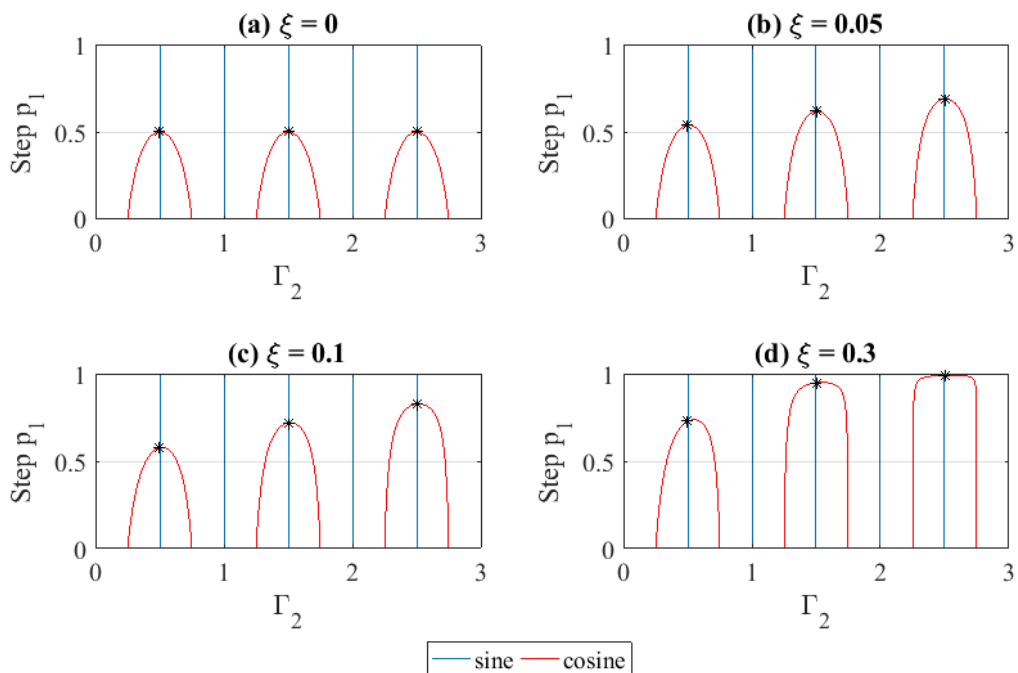 (a) ξ = 0
1
0.5
0
Step p₁
0
1
2
3
Γ₂
(b) ξ = 0.05
1
0.5
0
Step p₁
0
1
2
3
Γ₂
(c) ξ = 0.1
1
0.5
0
Step p₁
0
1
2
3
Γ₂
(d) ξ = 0.3
1
0.5
0
Step p₁
0
1
2
3
Γ₂
sine
cosine